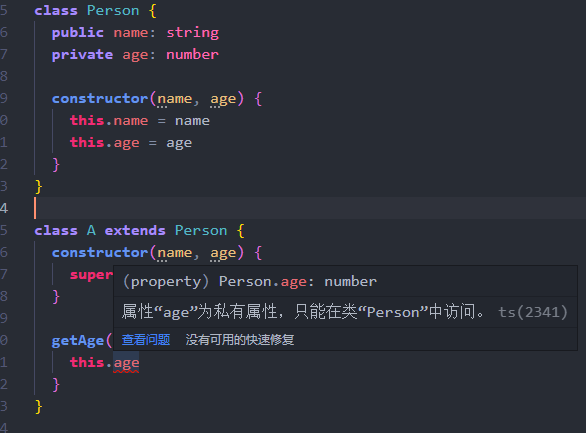 5 class Person {
6 public name: string
7 private age: number
8
9 constructor(name, age) {
0 this.name = name
1 this.age = age
2 }
3 }
4
5 class A extends Person {
6 constructor(name, age) {
7 super
(property) Person.age: number
8 }
属性“age”为私有属性，只能在类“Person”中访问。 ts(2341)
9
查看问题 没有可用的快速修复
0 getAge(
1 this.age
2 }
3 }
4